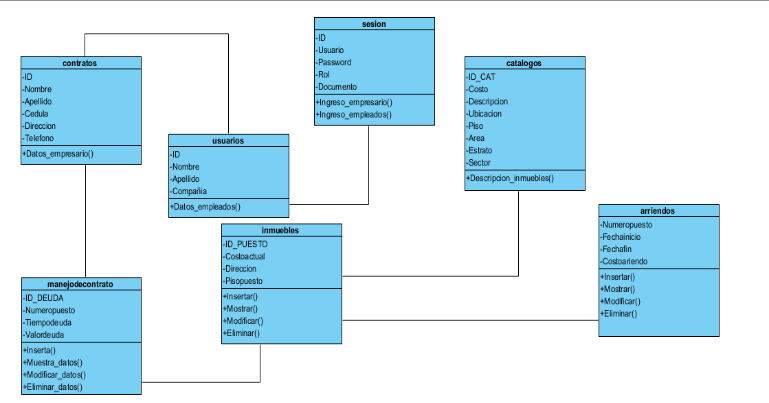 sesion
-ID
-Usuario
-Password
-Rol
-Documento
+Ingreso_empresario()
+Ingreso_empleados()
contratos
-ID
-Nombre
-Apellido
-Cedula
-Direccion
-Telefono
+Datos_empresario()
catalogos
-ID_CAT
-Costo
-Descripcion
-Ubicacion
-Piso
-Area
-Estrato
-Sector
+Descripcion_inmuebles()
usuarios
-ID
-Nombre
-Apellido
-Compañia
+Datos_empleados()
arriendos
-Numeropuesto
-Fechainicio
-Fechafin
-Costoariendo
+Insertar()
+Mostrar()
+Modificar()
+Eliminar()
inmuebles
-ID_PUESTO
-Costoactual
-Direccion
-Pisopuesto
+Insertar()
+Mostrar()
+Modificar()
+Eliminar()
manejodecontrato
-ID_DEUDA
-Numeropuesto
-Tiempodeuda
-Valordeuda
+Inserta()
+Muestra_datos()
+Modificar_datos()
+Eliminar_datos()